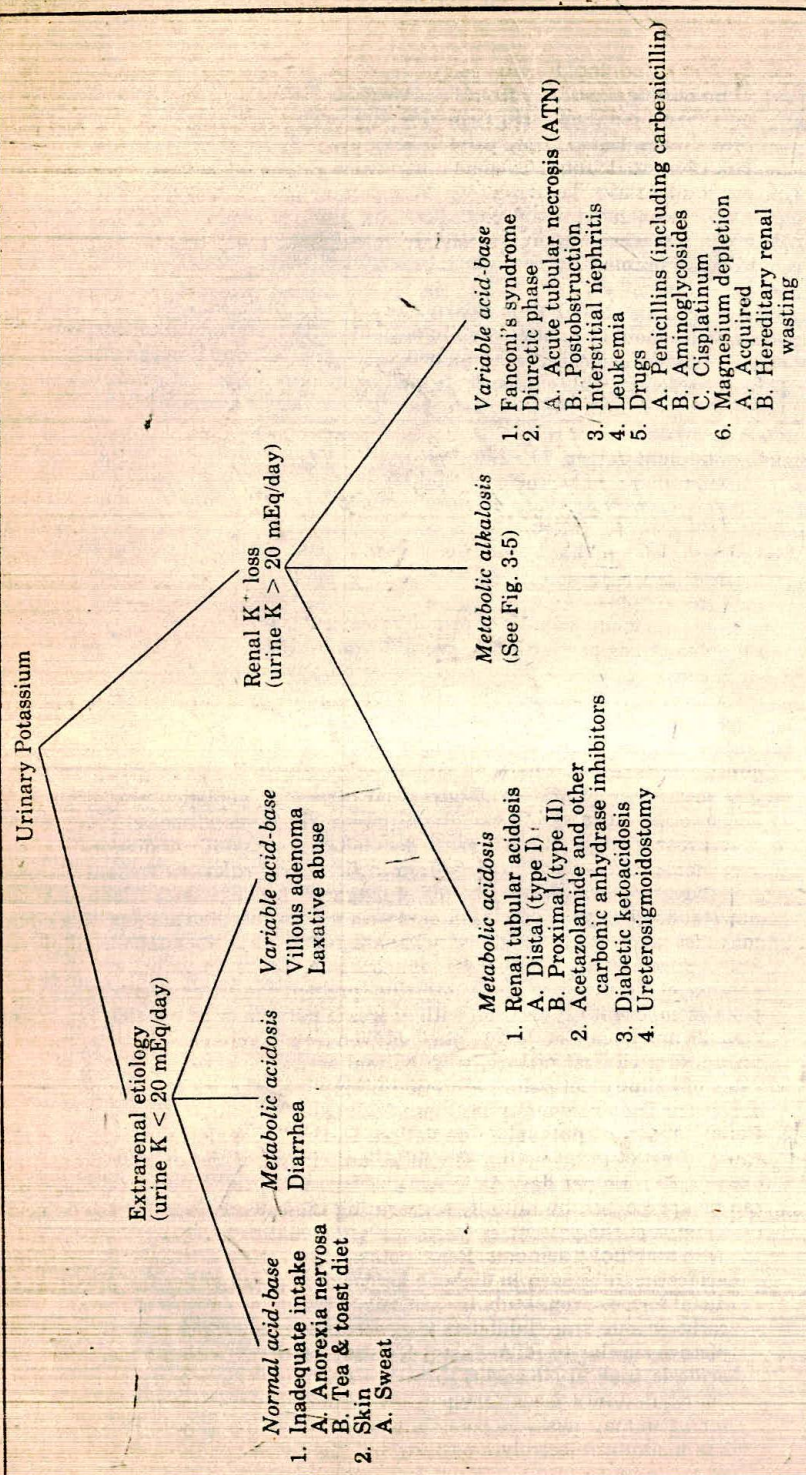 Urinary Potassium
Extrarenal etiology
(urine K < 20 mEq/day)
Normal acid-base
1. Inadequate intake
A. Anorexia nervosa
B. Tea & toast diet
2. Skin
A. Sweat
Metabolic acidosis
Diarrhea
Variable acid-base
Villous adenoma
Laxative abuse
Renal K⁺ loss
(urine K > 20 mEq/day)
Metabolic acidosis
1. Renal tubular acidosis
A. Distal (type I)
B. Proximal (type II)
2. Acetazolamide and other
carbonic anhydrase inhibitors
3. Diabetic ketoacidosis
4. Ureterosigmoidostomy
Metabolic alkalosis
(See Fig. 3-5)
Variable acid-base
1. Fanconi's syndrome
2. Diuretic phase
A. Acute tubular necrosis (ATN)
B. Postobstruction
3. Interstitial nephritis
4. Leukemia
5. Drugs
A. Penicillins (including carbenicillin)
B. Aminoglycosides
C. Cisplatinum
6. Magnesium depletion
A. Acquired
B. Hereditary renal
wasting